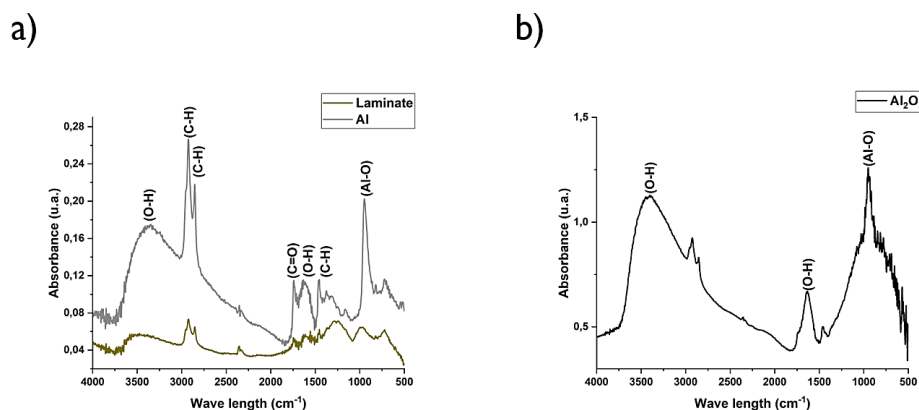 a)
b)
Laminate
Al
(O-H)
(C-H)
(C-H)
(C=O)
(O-H)
(C-H)
(Al-O)
0,28
0,24
0,20
0,16
0,12
0,08
0,04
Absorbance (u.a.)
4000 3500 3000 2500 2000 1500 1000 500
Wave length (cm⁻¹)
Al₂O
(O-H)
(O-H)
(Al-O)
1,5
1,0
0,5
Absorbance (u.a.)
4000 3500 3000 2500 2000 1500 1000 500
Wave length (cm⁻¹)